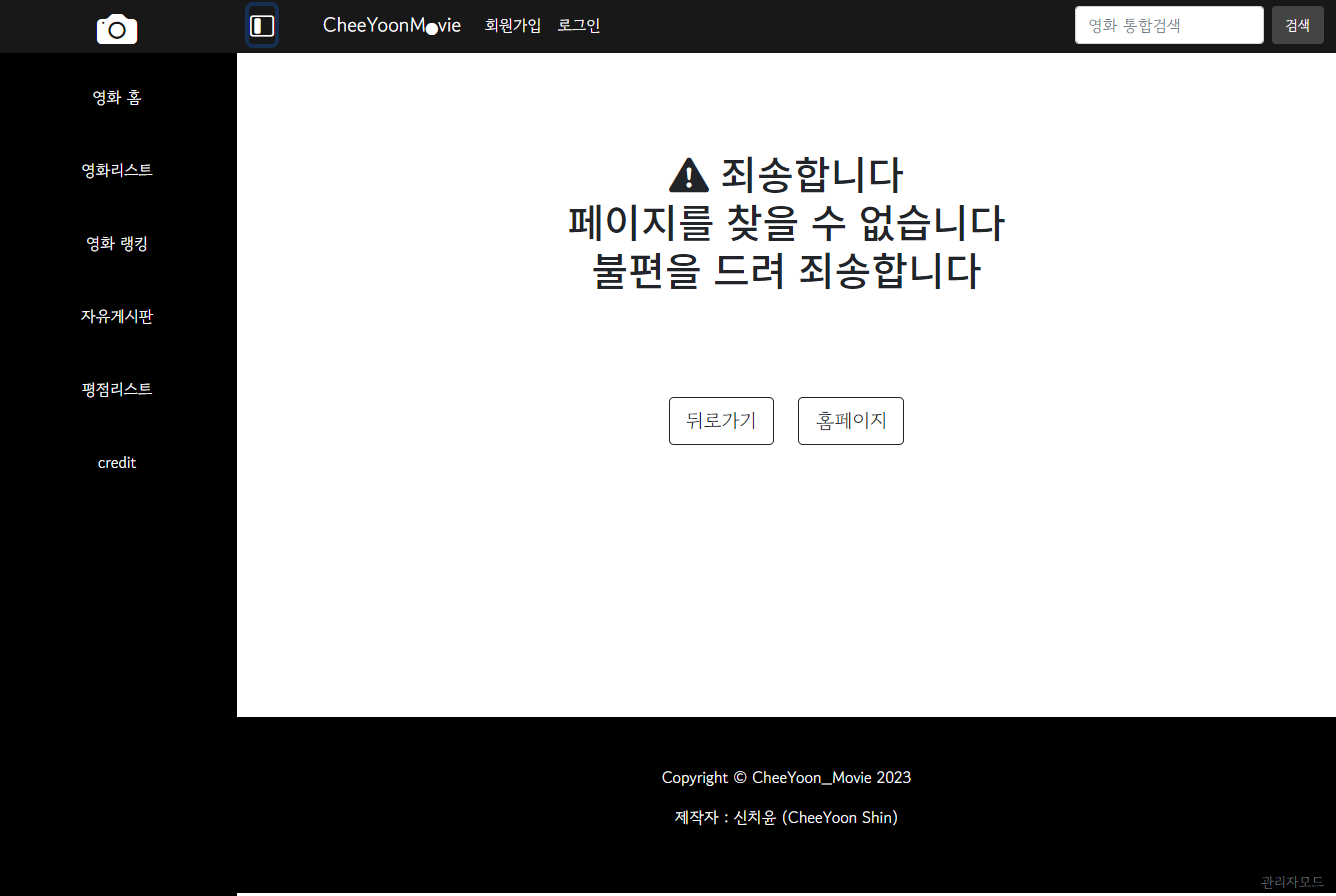 CheeYoonMovie 회원가입 로그인 영화 통합검색 검색
영화 홈
영화리스트
영화 랭킹
자유게시판
평점리스트
credit
죄송합니다
페이지를 찾을 수 없습니다
불편을 드려 죄송합니다
뒤로가기 홈페이지
Copyright © CheeYoon_Movie 2023
제작자 : 신치윤 (CheeYoon Shin)
관리자모드